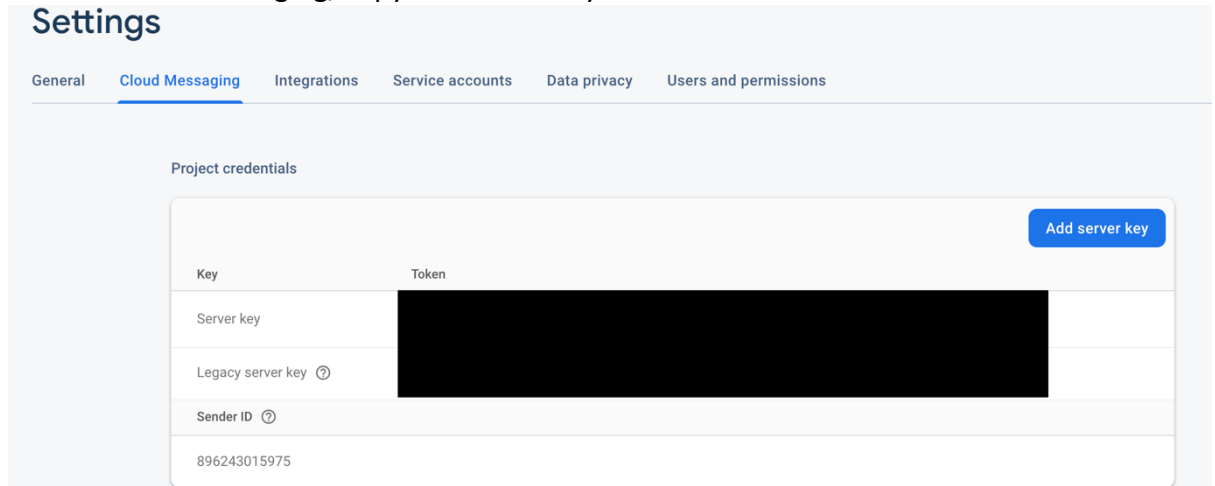 Settings
General Cloud Messaging Integrations Service accounts Data privacy Users and permissions
Project credentials
Add server key
Key Token
Server key
Legacy server key ?
Sender ID ?
896243015975